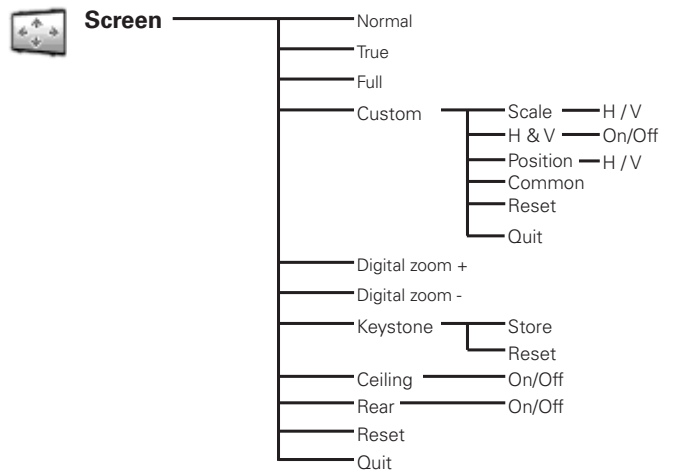 Screen
Normal
True
Full
Custom
Scale H / V
H & V On/Off
Position H / V
Common
Reset
Quit
Digital zoom +
Digital zoom -
Keystone Store
Reset
Ceiling On/Off
Rear On/Off
Reset
Quit